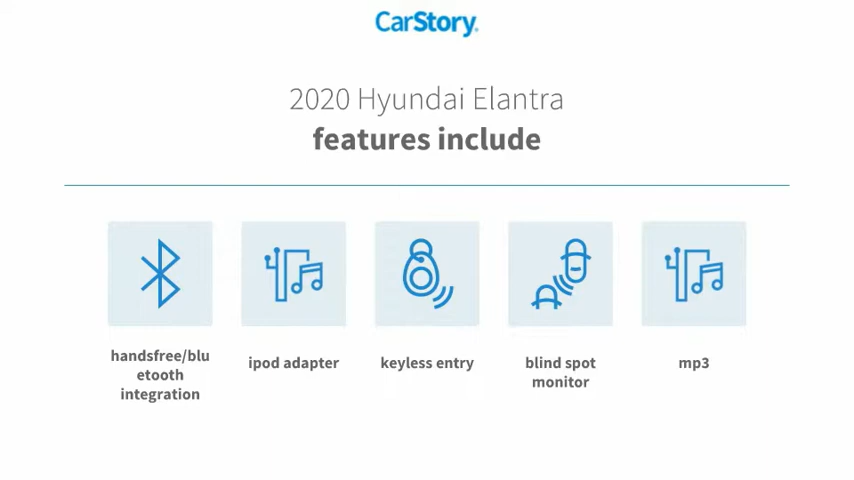 CarStory.
2020 Hyundai Elantra
features include
handsfree/blu
etooth
integration
ipod adapter
keyless entry
blind spot
monitor
mp3